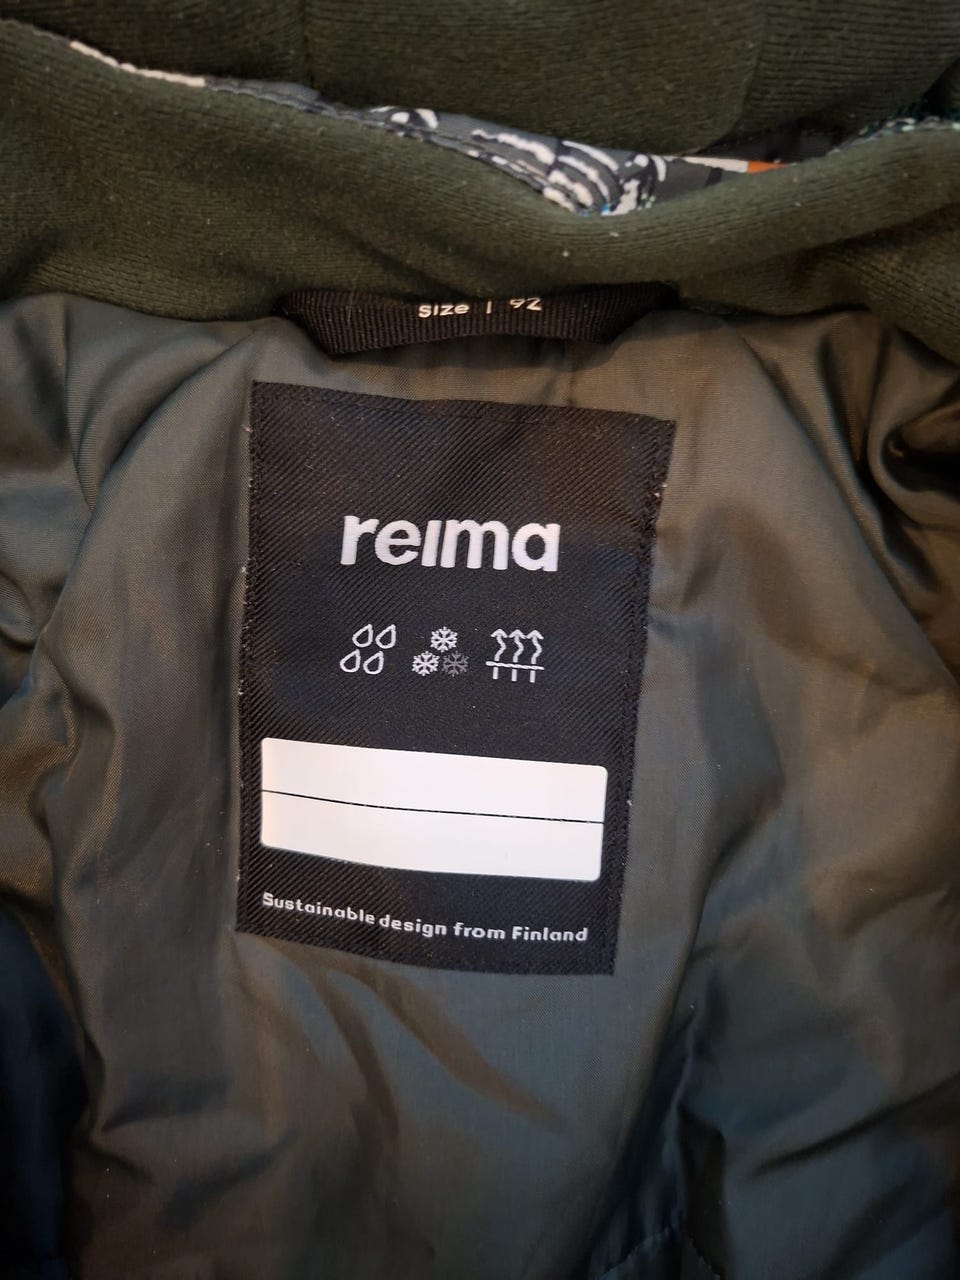 size | 92
reima
Sustainable design from Finland